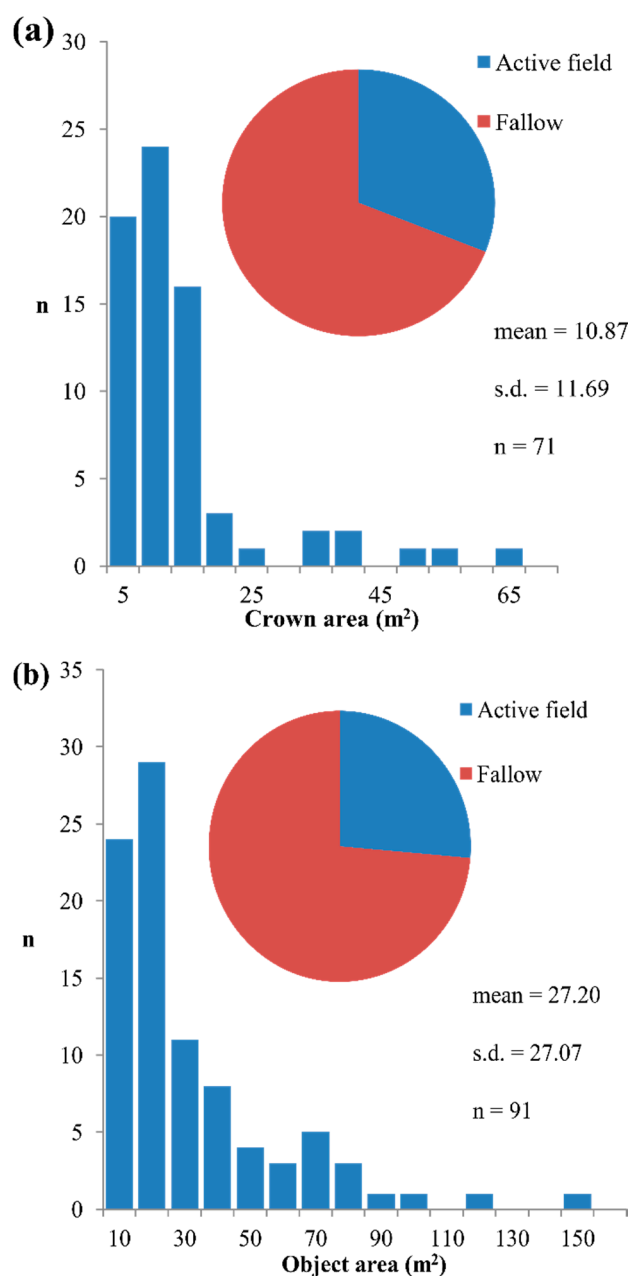 (a)
30
25
20
15
10
5
0
n
Active field
Fallow
mean = 10.87
s.d. = 11.69
n = 71
5 25 45 65
Crown area (m²)
(b)
35
30
25
20
15
10
5
0
n
Active field
Fallow
mean = 27.20
s.d. = 27.07
n = 91
10 30 50 70 90 110 130 150
Object area (m²)